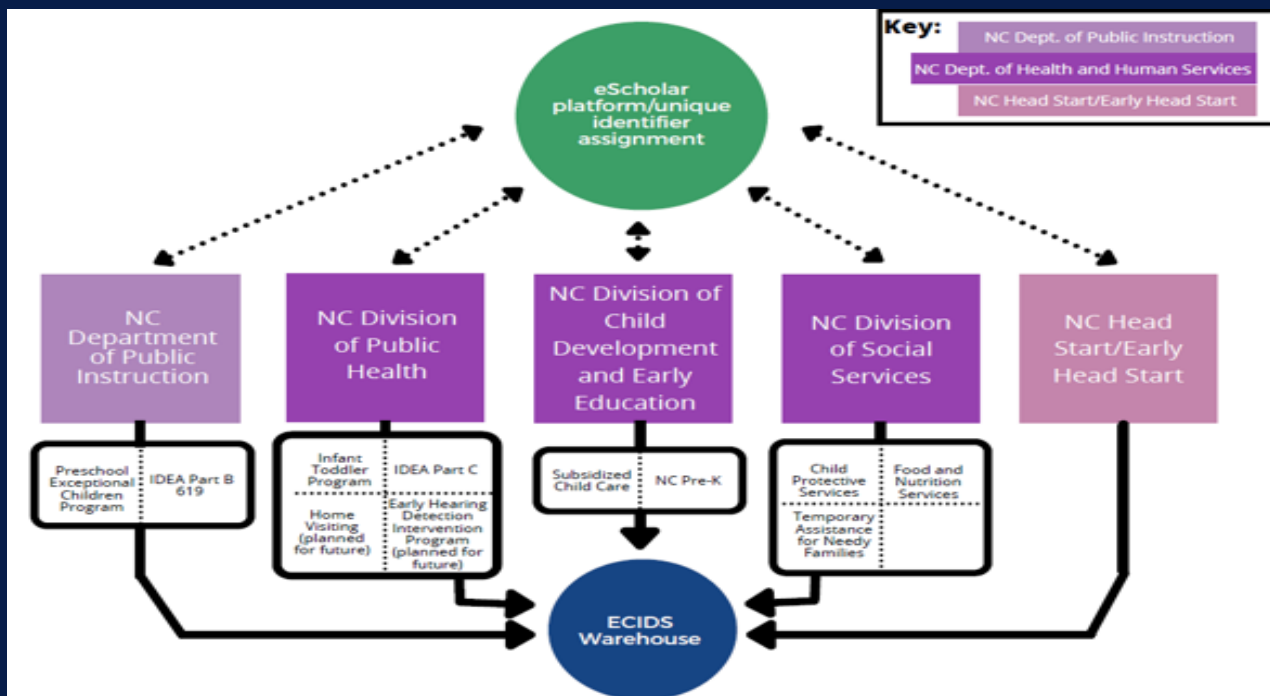 Key:
NC Dept. of Public Instruction
NC Dept. of Health and Human Services
NC Head Start/Early Head Start
eScholar
platform/unique
identifier
assignment
NC
Department
of Public
Instruction
NC Division
of Public
Health
NC Division of
Child
Development
and Early
Education
NC Division
of Social
Services
NC Head
Start/Early
Head Start
Preschool
Exceptional
Children
Program
IDEA Part B
619
Infant
Toddler
Program
IDEA Part C
Home
Visiting
(planned
for future)
Early Hearing
Detection
Intervention
Program
(planned for
future)
Subsidized
Child Care
NC Pre-K
Child
Protective
Services
Food and
Nutrition
Services
Temporary
Assistance
for Needy
Families
ECIDS
Warehouse